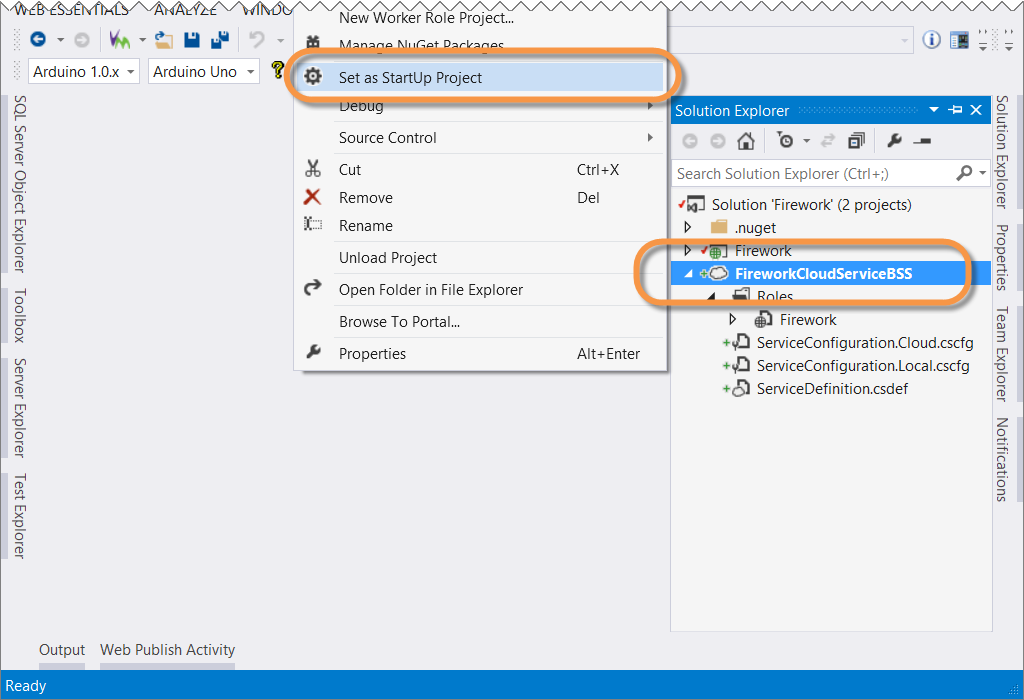 WEB ESSENTIALS ANALYZE WINDO
New Worker Role Project...
Manage NuGet Packages
Arduino 1.0.x
Arduino Uno
Set as StartUp Project
Debug
Source Control
Cut Ctrl+X
Remove Del
Rename
Unload Project
Open Folder in File Explorer
Browse To Portal...
Properties Alt+Enter
Solution Explorer
Search Solution Explorer (Ctrl+;)
Solution 'Firework' (2 projects)
.nuget
Firework
FireworkCloudServiceBSS
Roles
Firework
ServiceConfiguration.Cloud.cscfg
ServiceConfiguration.Local.cscfg
ServiceDefinition.csdef
SQL Server Object Explorer
Toolbox
Server Explorer
Test Explorer
Solution Explorer
Properties
Team Explorer
Notifications
Output Web Publish Activity
Ready